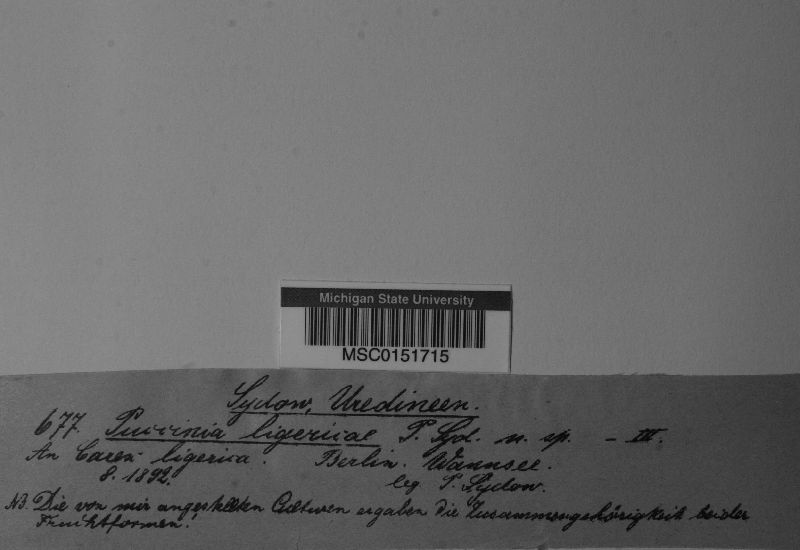 Michigan State University
MSC0151715
Sydow, Uredineen.
677. Puccinia ligericae P. Syd. n. sp. – III.
An Carex ligerica. Berlin. Wannsee.
8. 1892. leg. P. Sydow.
NB. Die von mir angestellten Culturen ergaben die Zusammengehörigkeit beider
Fruchtformen!